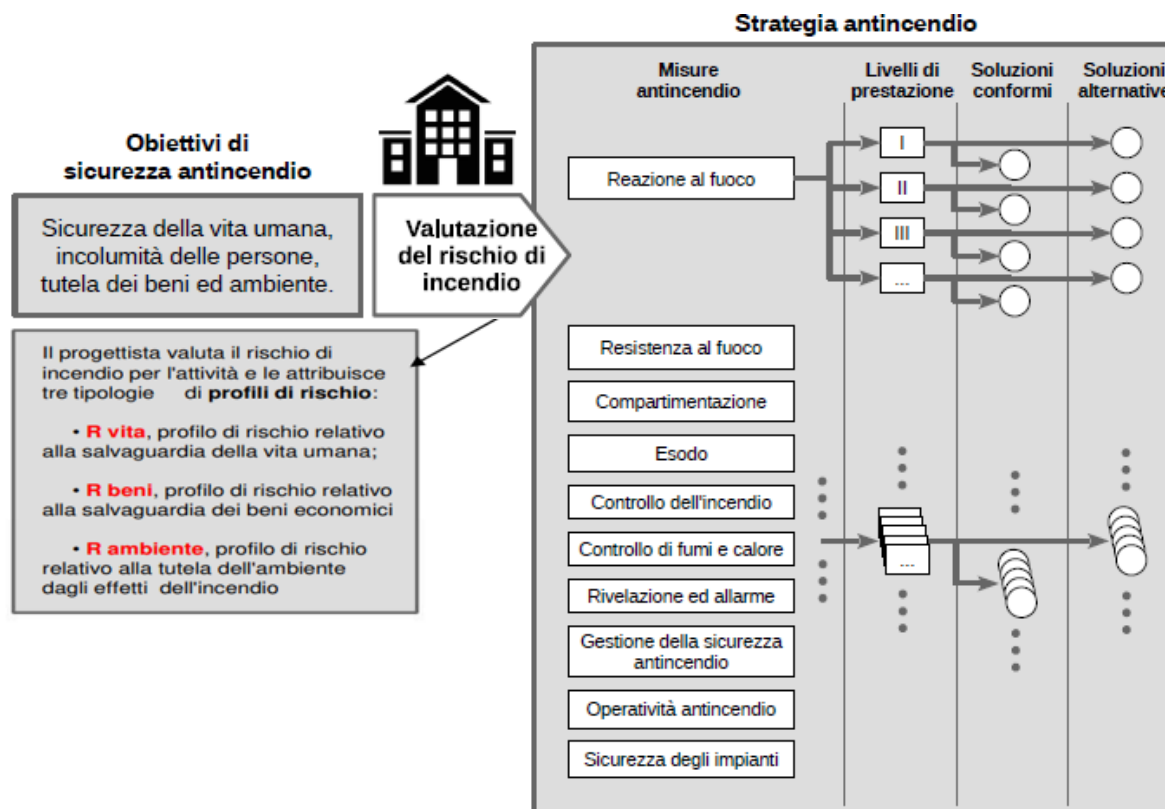 Strategia antincendio
Obiettivi di
sicurezza antincendio
Sicurezza della vita umana,
incolumità delle persone,
tutela dei beni ed ambiente.
Valutazione
del rischio di
incendio
Il progettista valuta il rischio di
incendio per l'attività e le attribuisce
tre tipologie di profili di rischio:
• R vita, profilo di rischio relativo
alla salvaguardia della vita umana;
• R beni, profilo di rischio relativo
alla salvaguardia dei beni economici
• R ambiente, profilo di rischio
relativo alla tutela dell'ambiente
dagli effetti dell'incendio
Misure
antincendio
Livelli di
prestazione
Soluzioni
conformi
Soluzioni
alternative
Reazione al fuoco
I
II
III
...
Resistenza al fuoco
Compartimentazione
Esodo
Controllo dell'incendio
Controllo di fumi e calore
...
Rivelazione ed allarme
Gestione della sicurezza
antincendio
Operatività antincendio
Sicurezza degli impianti